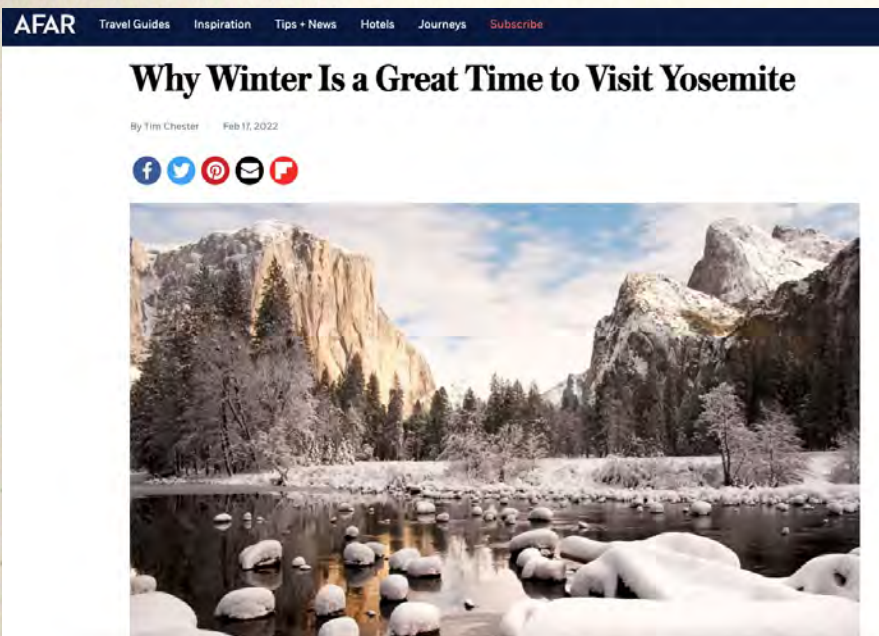 AFAR Travel Guides Inspiration Tips + News Hotels Journeys Subscribe
Why Winter Is a Great Time to Visit Yosemite
By Tim Chester Feb 17, 2022